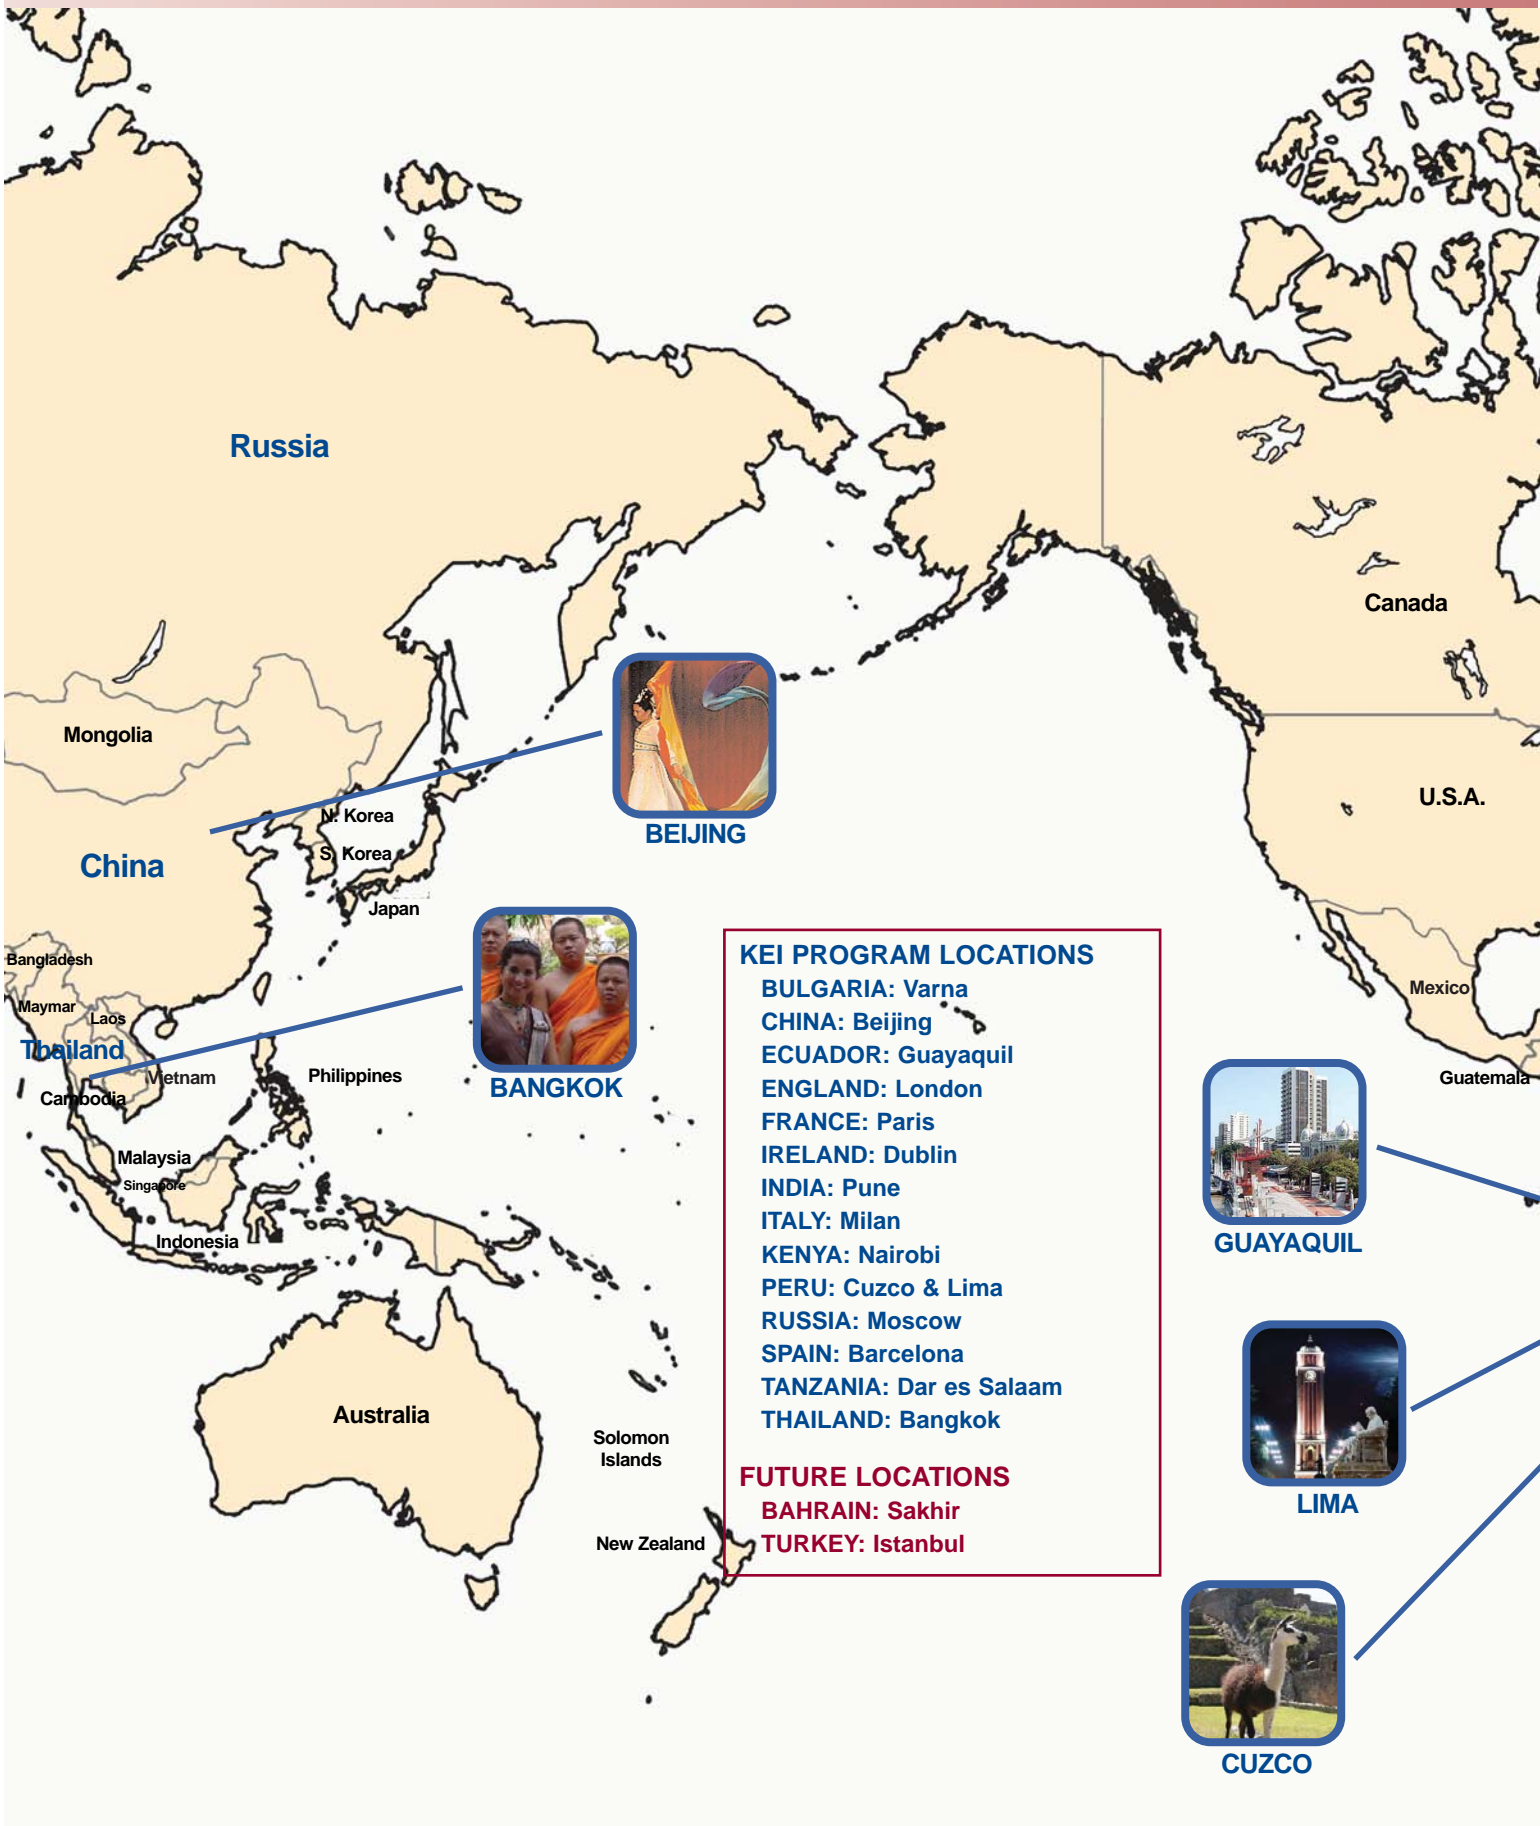 Russia
Canada
Mongolia
U.S.A.
N. Korea
BEIJING
S. Korea
China
Japan
Bangladesh
Mexico
Maymar
Laos
Thailand
Vietnam
Philippines
BANGKOK
Guatemala
Cambodia
Malaysia
Singapore
Indonesia
GUAYAQUIL
KEI PROGRAM LOCATIONS
BULGARIA: Varna
CHINA: Beijing
ECUADOR: Guayaquil
ENGLAND: London
FRANCE: Paris
IRELAND: Dublin
INDIA: Pune
ITALY: Milan
KENYA: Nairobi
PERU: Cuzco & Lima
RUSSIA: Moscow
SPAIN: Barcelona
TANZANIA: Dar es Salaam
THAILAND: Bangkok
FUTURE LOCATIONS
BAHRAIN: Sakhir
TURKEY: Istanbul
Australia
Solomon
Islands
LIMA
New Zealand
CUZCO